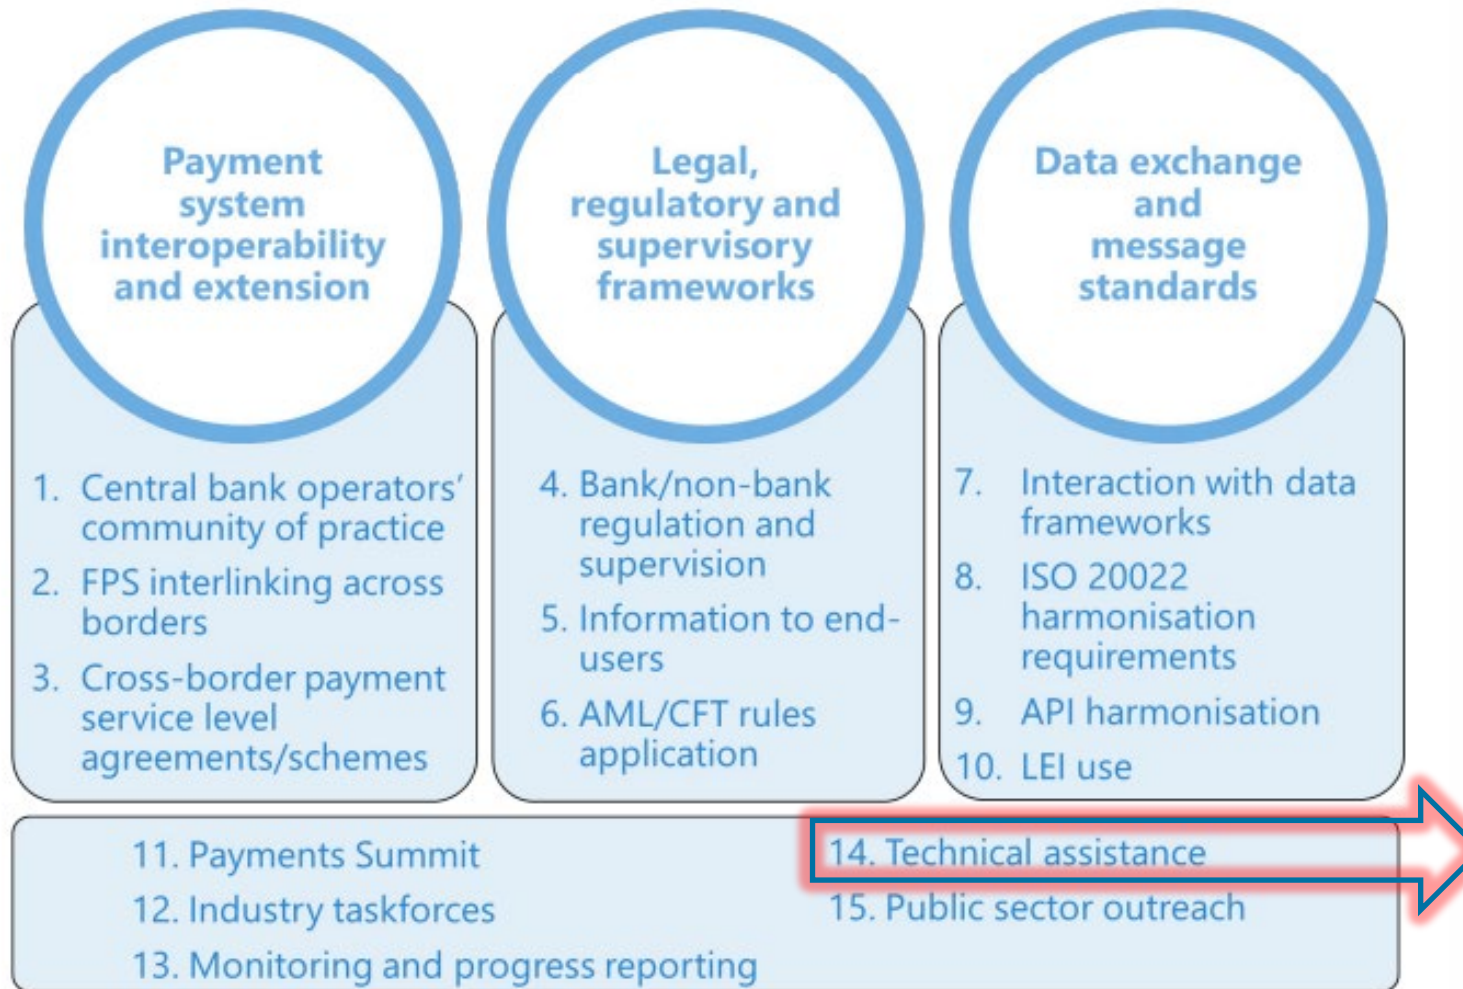 Payment
system
interoperability
and extension
1. Central bank operators'
community of practice
2. FPS interlinking across
borders
3. Cross-border payment
service level
agreements/schemes
Legal,
regulatory and
supervisory
frameworks
4. Bank/non-bank
regulation and
supervision
5. Information to end-
users
6. AML/CFT rules
application
Data exchange
and
message
standards
7. Interaction with data
frameworks
8. ISO 20022
harmonisation
requirements
9. API harmonisation
10. LEI use
11. Payments Summit
12. Industry taskforces
13. Monitoring and progress reporting
14. Technical assistance
15. Public sector outreach